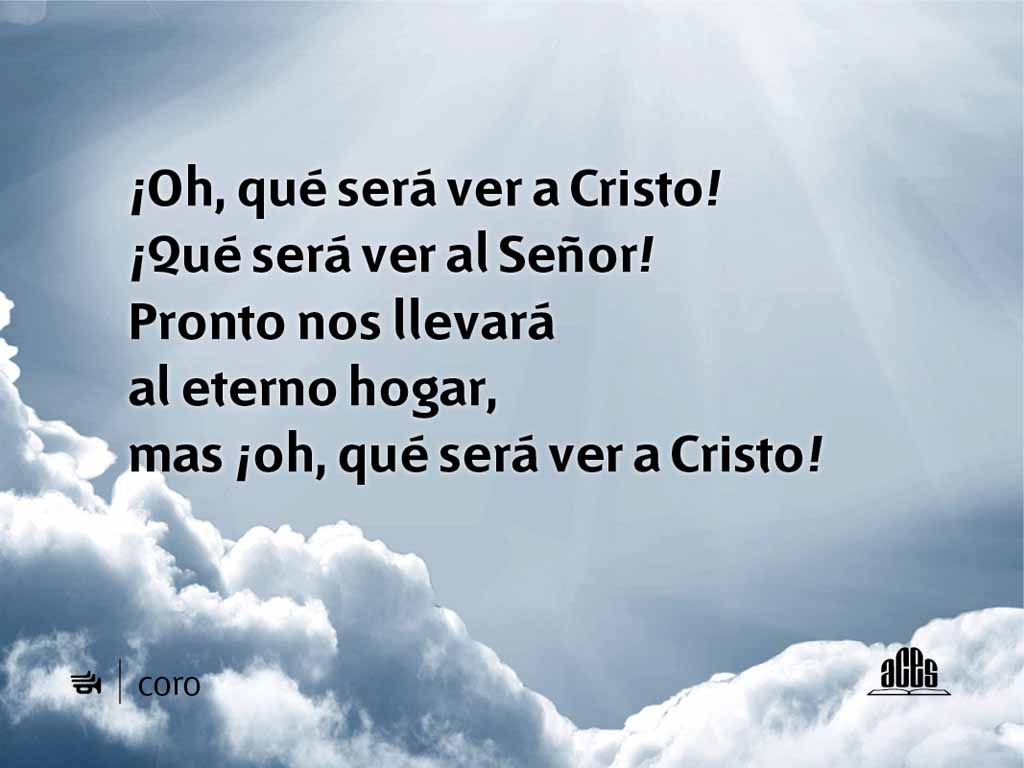 ¡Oh, qué será ver a Cristo!
¡Qué será ver al Señor!
Pronto nos llevará
al eterno hogar,
mas ¡oh, qué será ver a Cristo!
coro
aces